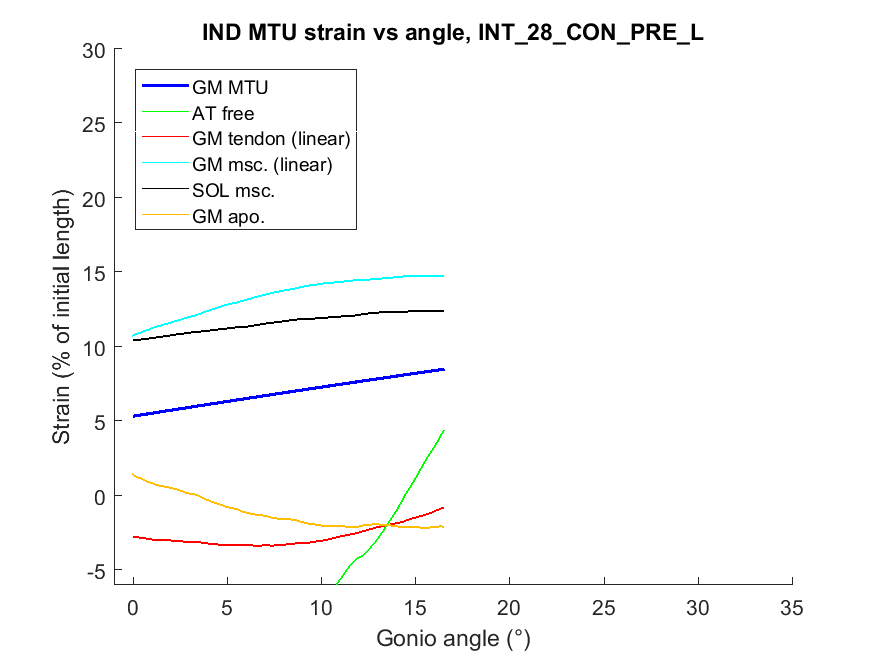 IND MTU strain vs angle, INT_28_CON_PRE_L
30
25
20
15
10
5
0
-5
Strain (% of initial length)
GM MTU
AT free
GM tendon (linear)
GM msc. (linear)
SOL msc.
GM apo.
0 5 10 15 20 25 30 35
Gonio angle (°)